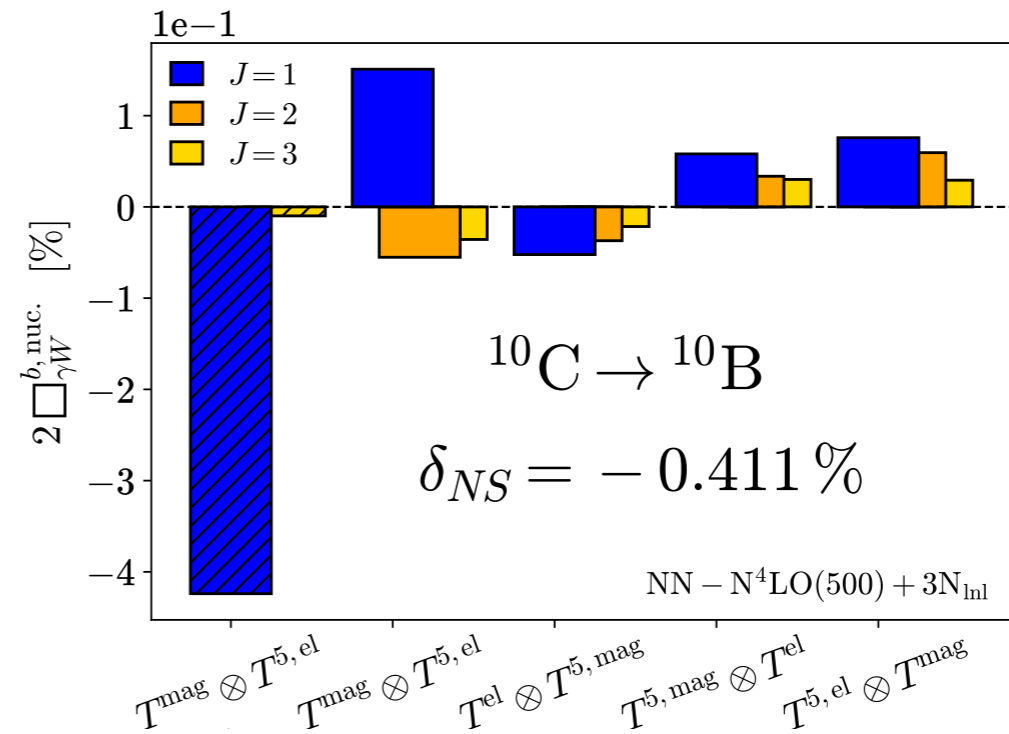 1e−1
J = 1
J = 2
J = 3
1
0
−1
−2
−3
−4
2□_{γW}^{b, nuc.} [%]
¹⁰C → ¹⁰B
δ_{NS} = − 0.411 %
NN − N⁴LO(500) + 3N_{lnl}
T^{mag} ⊗ T^{5, el}
T^{mag} ⊗ T^{5, el}
T^{el} ⊗ T^{5, mag}
T^{5, mag} ⊗ T^{el}
T^{5, el} ⊗ T^{mag}